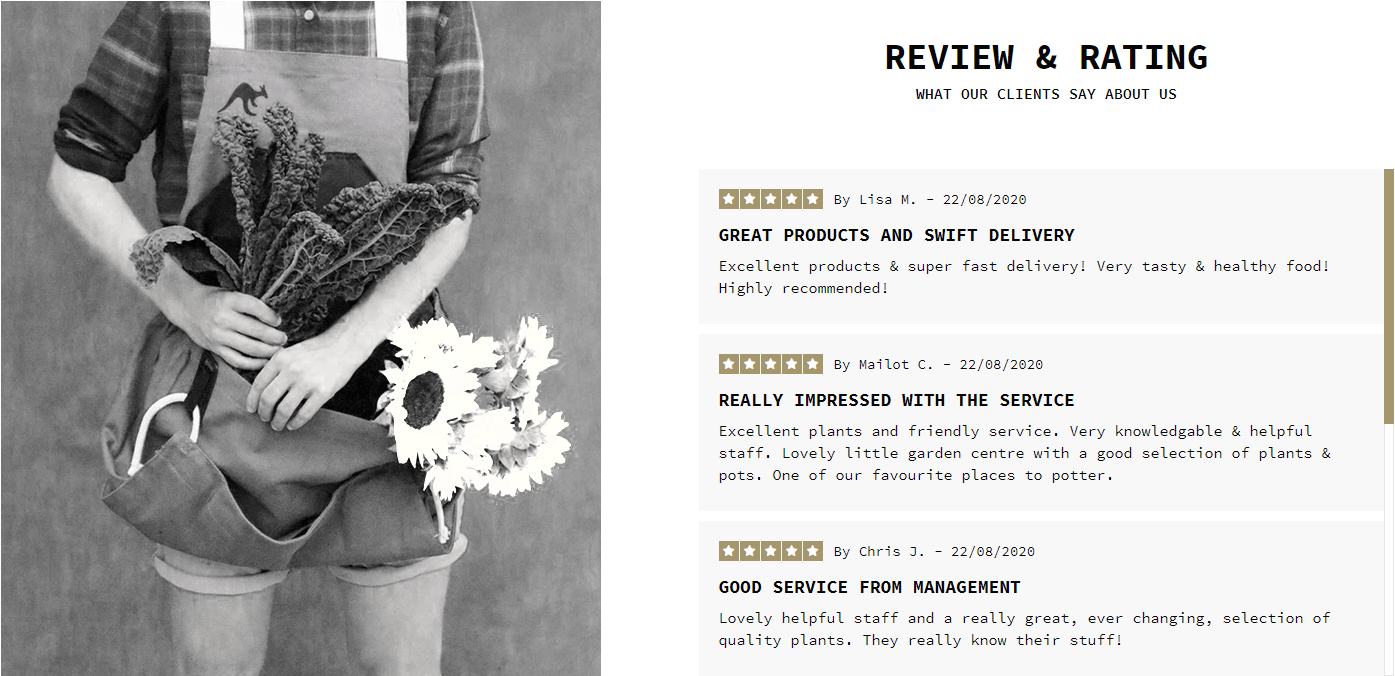 REVIEW & RATING
WHAT OUR CLIENTS SAY ABOUT US
By Lisa M. - 22/08/2020
GREAT PRODUCTS AND SWIFT DELIVERY
Excellent products & super fast delivery! Very tasty & healthy food!
Highly recommended!
By Mailot C. - 22/08/2020
REALLY IMPRESSED WITH THE SERVICE
Excellent plants and friendly service. Very knowledgable & helpful
staff. Lovely little garden centre with a good selection of plants &
pots. One of our favourite places to potter.
By Chris J. - 22/08/2020
GOOD SERVICE FROM MANAGEMENT
Lovely helpful staff and a really great, ever changing, selection of
quality plants. They really know their stuff!